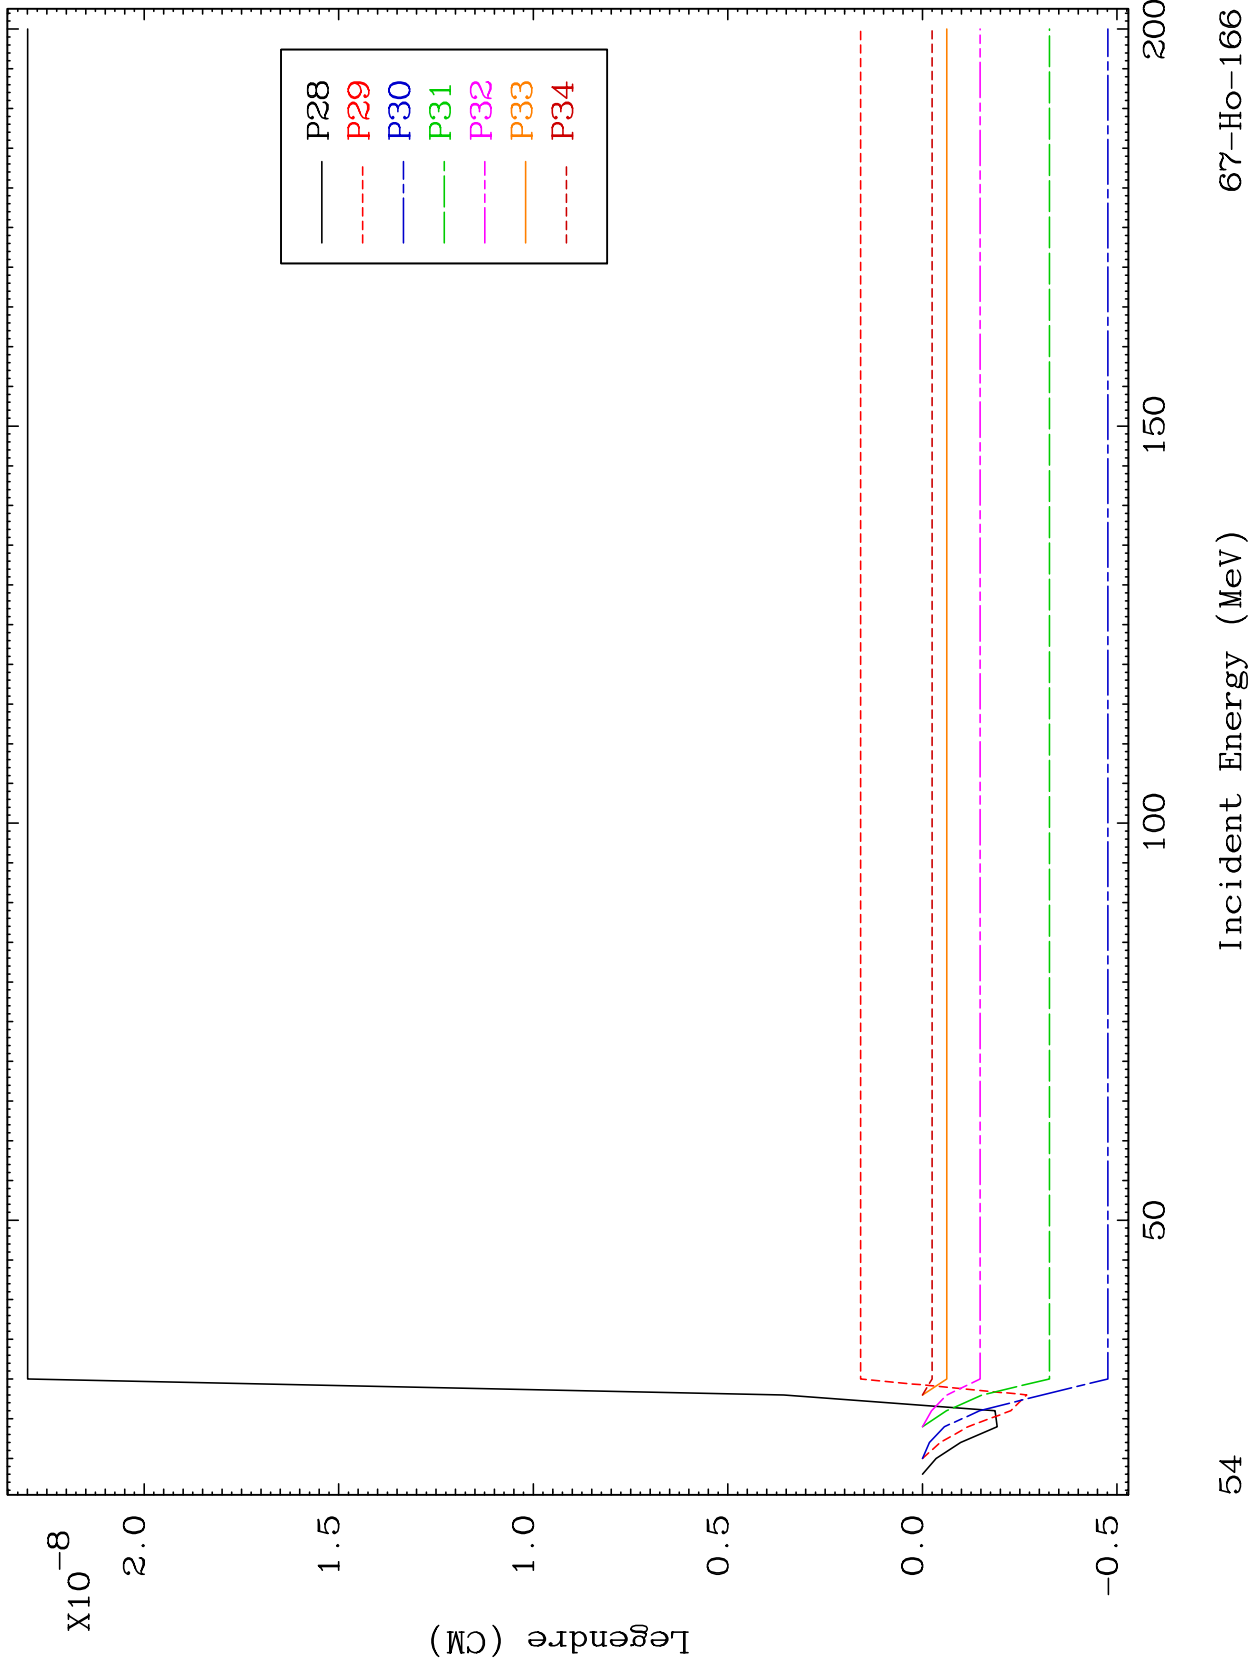 X10-8
2.0
1.5
1.0
0.5
0.0
-0.5
Legendre (CM)
P28
P29
P30
P31
P32
P33
P34
50
100
150
200
54
Incident Energy (MeV)
67-Ho-166